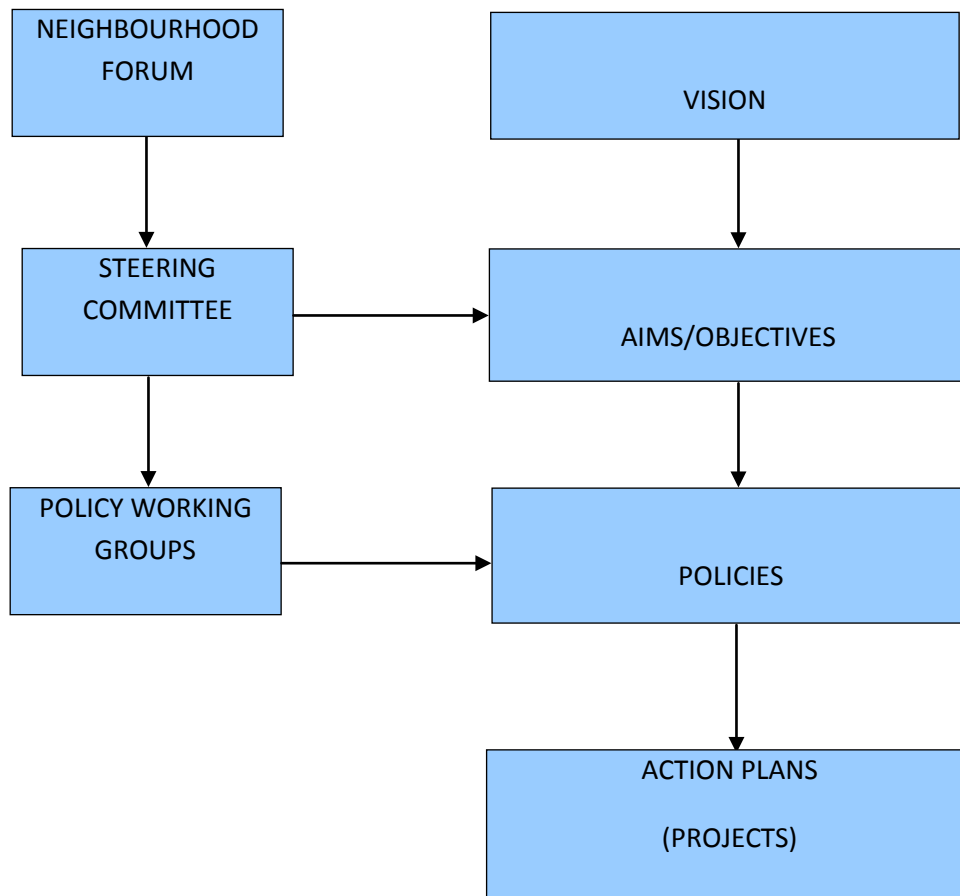 NEIGHBOURHOOD
FORUM
VISION
STEERING
COMMITTEE
AIMS/OBJECTIVES
POLICY WORKING
GROUPS
POLICIES
ACTION PLANS
(PROJECTS)